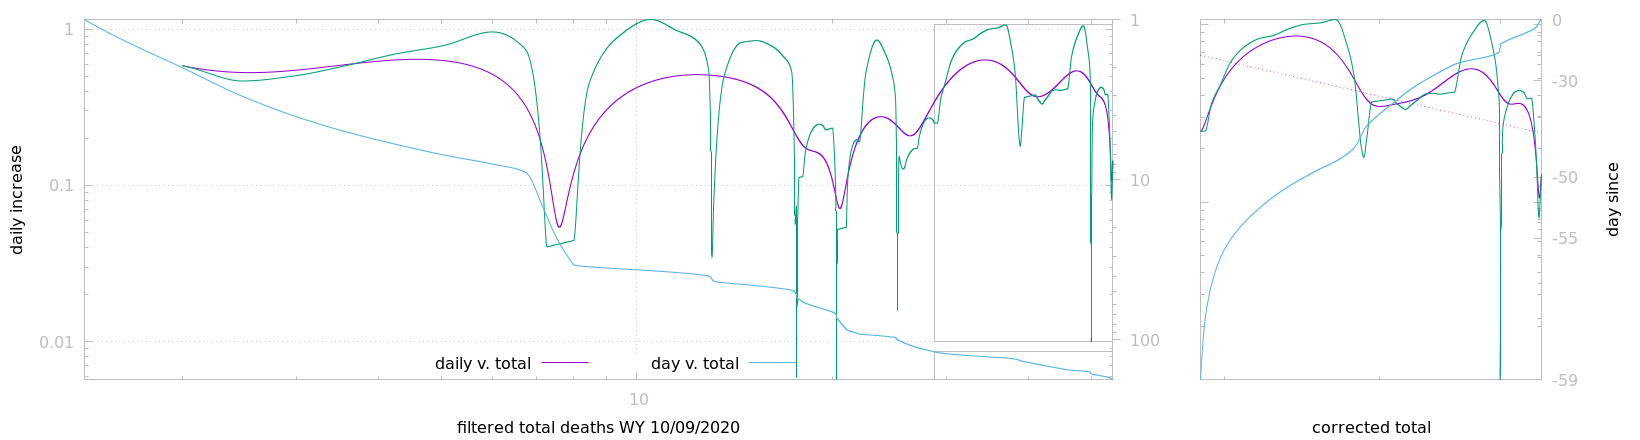 1
0.1
0.01
daily increase
daily v. total
day v. total
10
filtered total deaths WY 10/09/2020
1
10
100
0
-30
-50
-55
-59
day since
corrected total